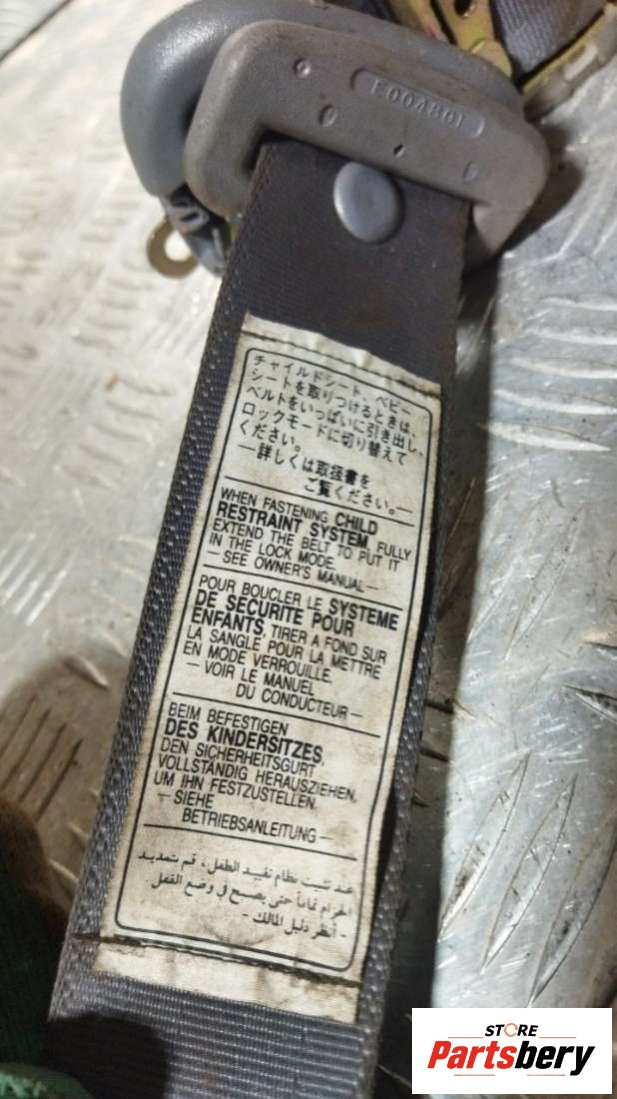 E004801
チャイルドシート、ベビー
シートを取りつけるときは、
ベルトをいっぱいに引き出し、
ロックモードに切り替えて
ください。
―詳しくは取扱書を
ご覧ください。―
WHEN FASTENING CHILD
RESTRAINT SYSTEM, FULLY
EXTEND THE BELT TO PUT IT
IN THE LOCK MODE.
― SEE OWNER'S MANUAL ―
POUR BOUCLER LE SYSTEME
DE SECURITE POUR
ENFANTS, TIRER A FOND SUR
LA SANGLE POUR LA METTRE
EN MODE VERROUILLE.
― VOIR LE MANUEL
DU CONDUCTEUR ―
BEIM BEFESTIGEN
DES KINDERSITZES,
DEN SICHERHEITSGURT
VOLLSTÄNDIG HERAUSZIEHEN,
UM IHN FESTZUSTELLEN.
― SIEHE
BETRIEBSANLEITUNG ―
عند تثبيت نظام تقييد الطفل، قم بتمديد
الحزام تماماً حتى يصبح في وضع القفل
- أنظر دليل المالك -
STORE
Partsbery